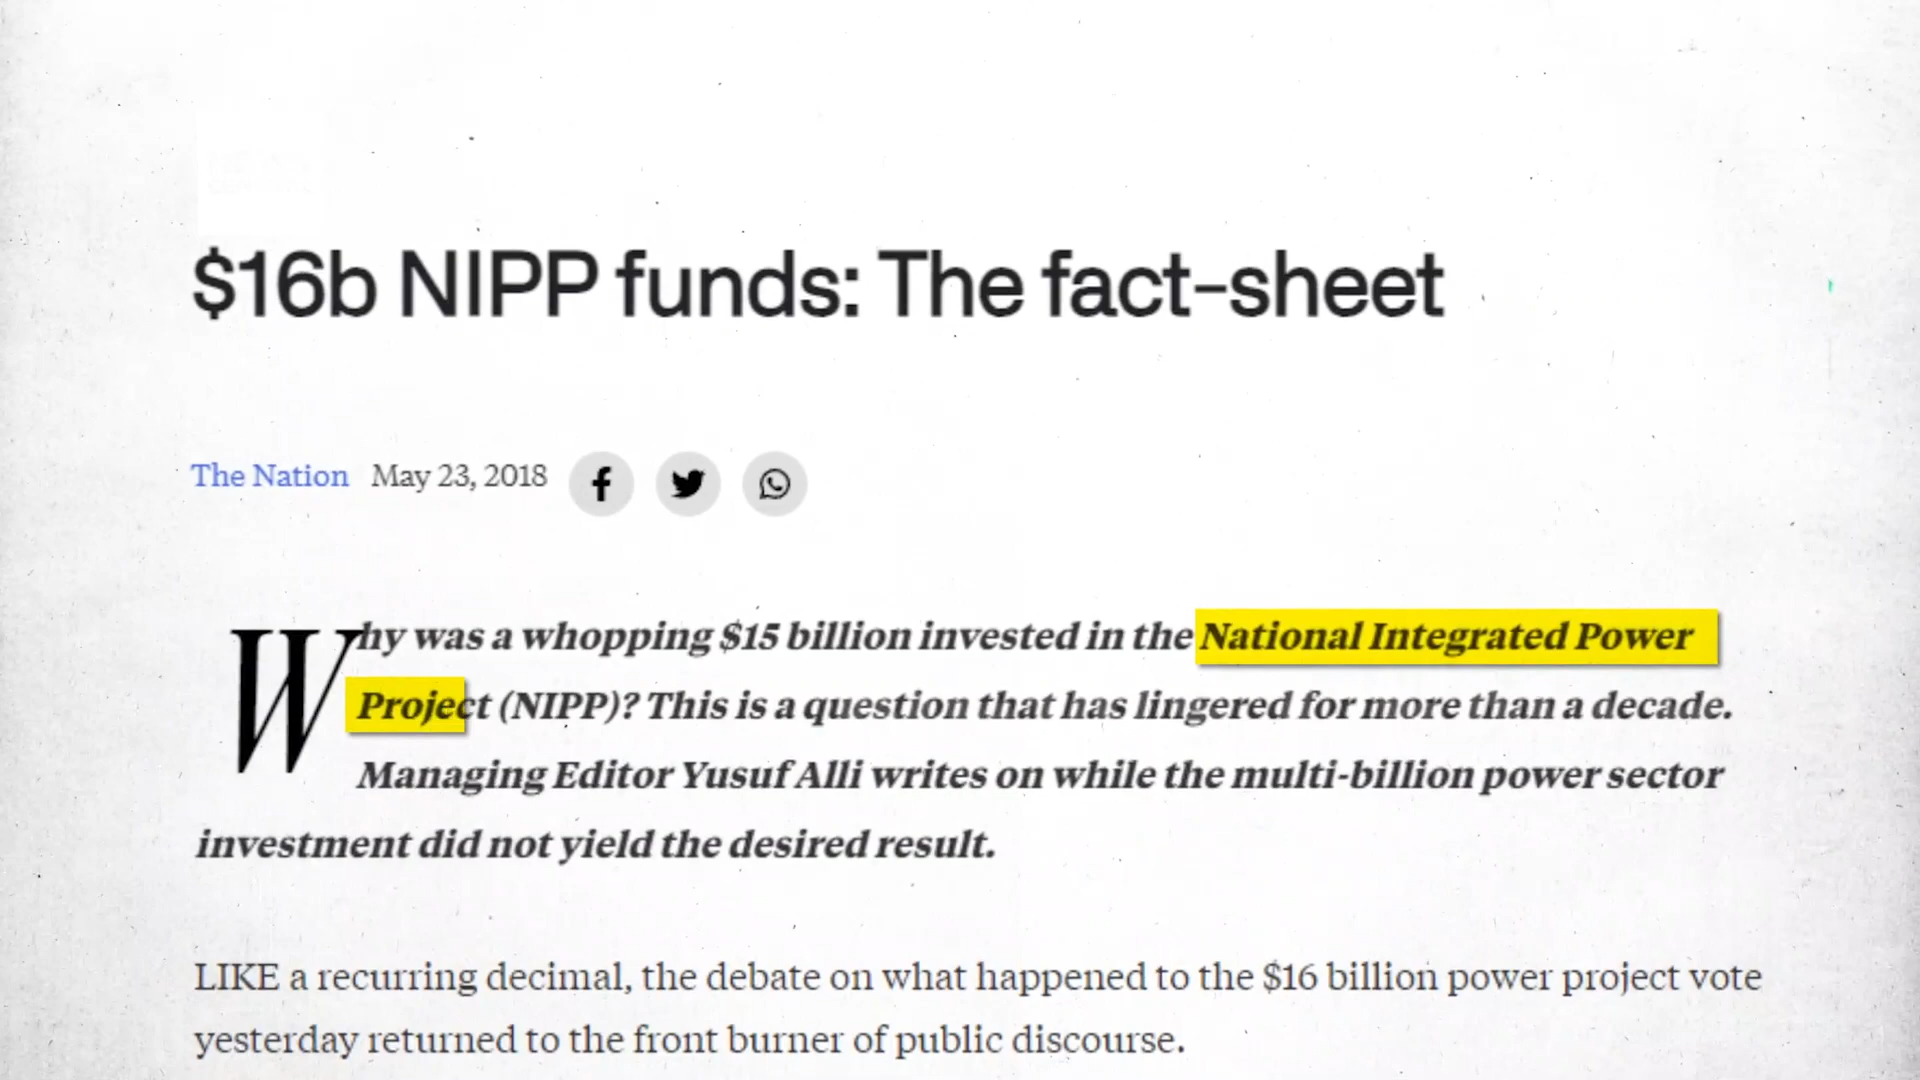 $16b NIPP funds: The fact-sheet
The Nation May 23, 2018
Why was a whopping $15 billion invested in the National Integrated Power
Project (NIPP)? This is a question that has lingered for more than a decade.
Managing Editor Yusuf Alli writes on while the multi-billion power sector
investment did not yield the desired result.
LIKE a recurring decimal, the debate on what happened to the $16 billion power project vote
yesterday returned to the front burner of public discourse.